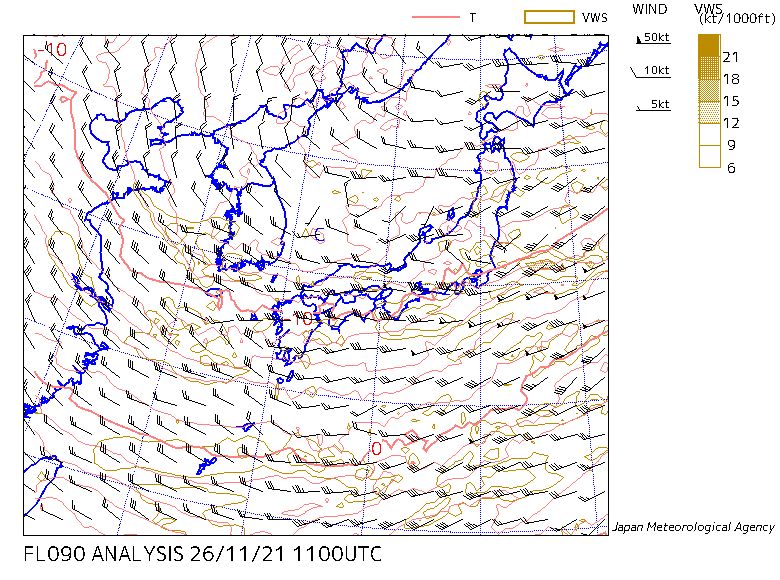 T VWS WIND VWS
(kt/1000ft)
50kt
10kt
5kt
21
18
15
12
9
6
-10
-10
0
Japan Meteorological Agency
FL090 ANALYSIS 26/11/21 1100UTC